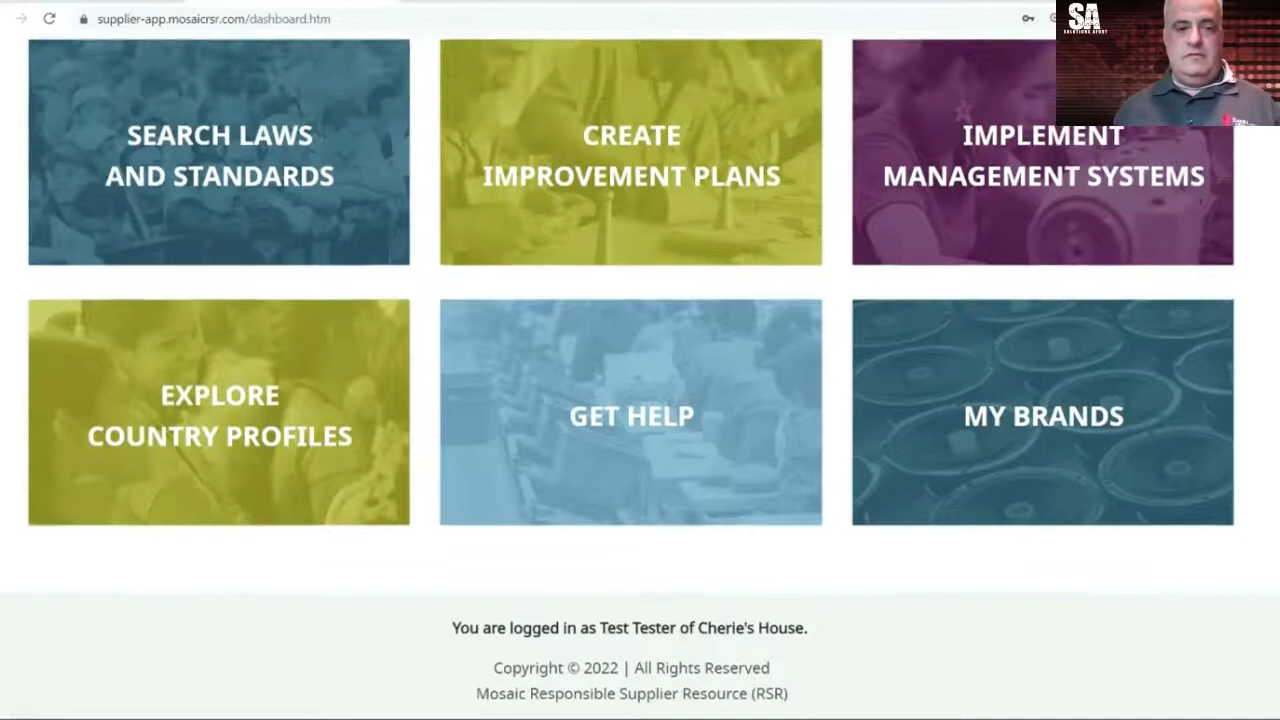 supplier-app.mosaicrsr.com/dashboard.htm
SA
SOLUTIONS AFOOT
SEARCH LAWS
AND STANDARDS
CREATE
IMPROVEMENT PLANS
IMPLEMENT
MANAGEMENT SYSTEMS
EXPLORE
COUNTRY PROFILES
GET HELP
MY BRANDS
You are logged in as Test Tester of Cherie's House.
Copyright © 2022 | All Rights Reserved
Mosaic Responsible Supplier Resource (RSR)